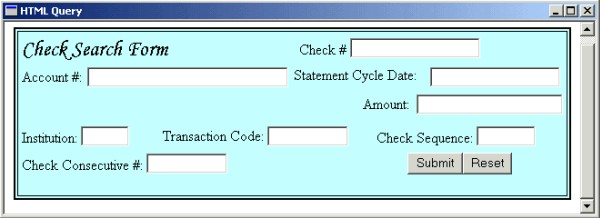 HTML Query
Check Search Form Check #
Account #: Statement Cycle Date:
Amount:
Institution: Transaction Code: Check Sequence:
Check Consecutive #: Submit Reset